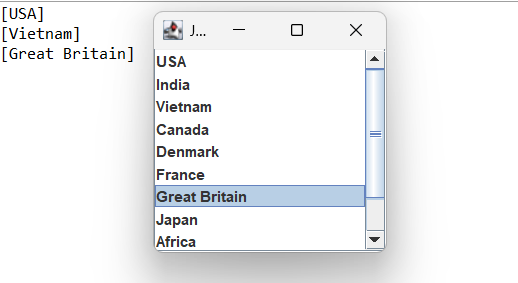 [USA]
[Vietnam]
[Great Britain]
J...
USA
India
Vietnam
Canada
Denmark
France
Great Britain
Japan
Africa